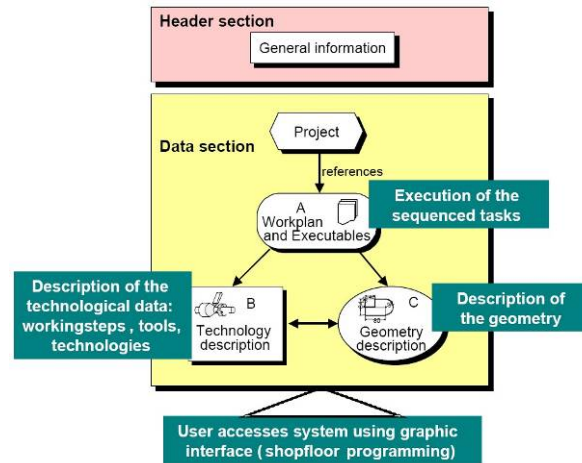 Header section
General information
Project
Data section
references
A
Workplan
and Executables
Execution of the
sequenced tasks
Description of the
technological data:
workingsteps , tools,
technologies
B
Technology
description
C
80
Geometry
description
Description of
the geometry
User accesses system using graphic
interface ( shopfloor programming)